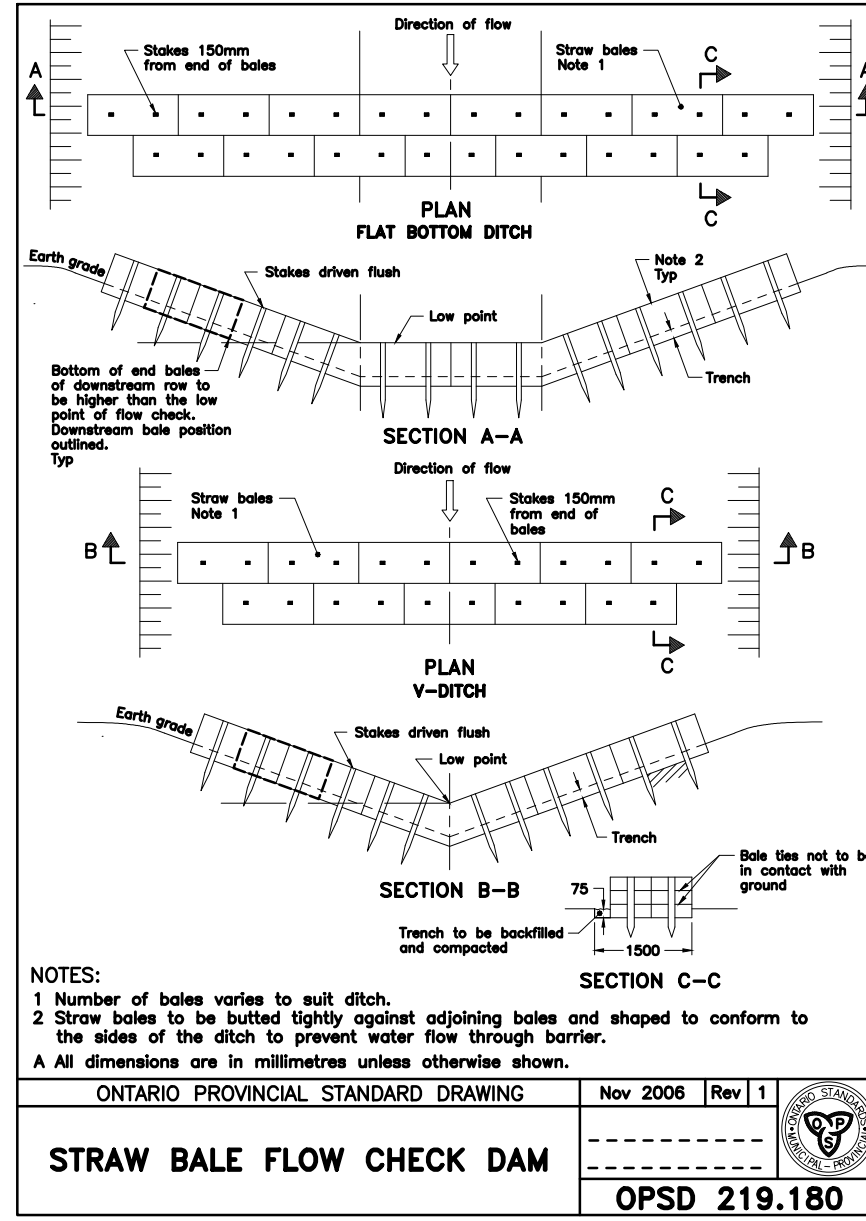 Direction of flow
Stakes 150mm
from end of bales
Straw bales
Note 1
C
A
A
C
PLAN
FLAT BOTTOM DITCH
Earth grade
Stakes driven flush
Note 2
Typ
Low point
Trench
Bottom of end bales
of downstream row to
be higher than the low
point of flow check.
Downstream bale position
outlined.
Typ
SECTION A-A
Direction of flow
Straw bales
Note 1
Stakes 150mm
from end of
bales
C
B
B
C
PLAN
V-DITCH
Earth grade
Stakes driven flush
Low point
Trench
SECTION B-B
Bale ties not to b
in contact with
ground
75
Trench to be backfilled
and compacted
1500
SECTION C-C
NOTES:
1 Number of bales varies to suit ditch.
2 Straw bales to be butted tightly against adjoining bales and shaped to conform to
the sides of the ditch to prevent water flow through barrier.
A All dimensions are in millimetres unless otherwise shown.
ONTARIO PROVINCIAL STANDARD DRAWING
Nov 2006 Rev 1
STRAW BALE FLOW CHECK DAM
ONTARIO STANDARDS
MUNICIPAL - PROVINCIAL
OPS
OPSD 219.180